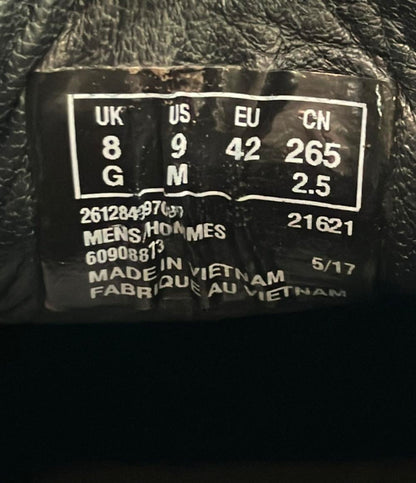 UK US EU CN
8 9 42 265
G M 2.5
21621
MENS/HOMMES
60908813 5/17
MADE IN VIETNAM
FABRIQUE AU VIETNAM